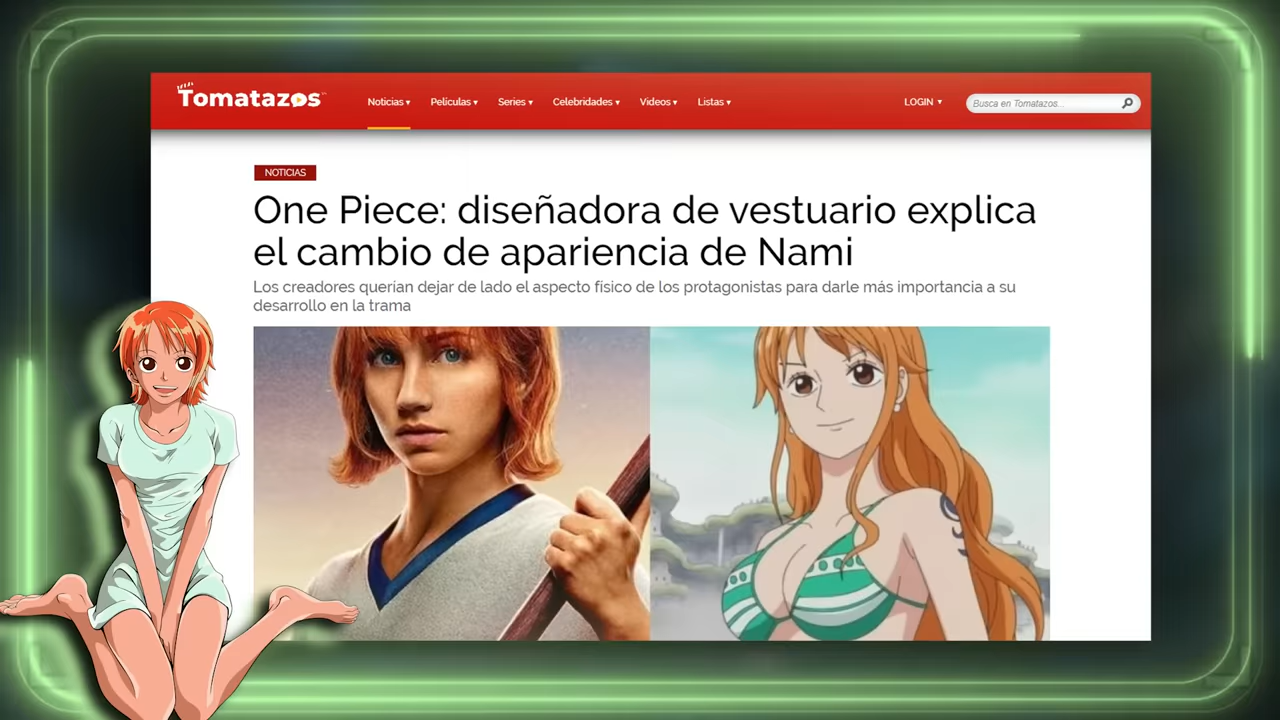 Tomatazos
Noticias ▾ Películas ▾ Series ▾ Celebridades ▾ Videos ▾ Listas ▾ LOGIN ▾ Busca en Tomatazos...
NOTICIAS
One Piece: diseñadora de vestuario explica
el cambio de apariencia de Nami
Los creadores querían dejar de lado el aspecto físico de los protagonistas para darle más importancia a su
desarrollo en la trama